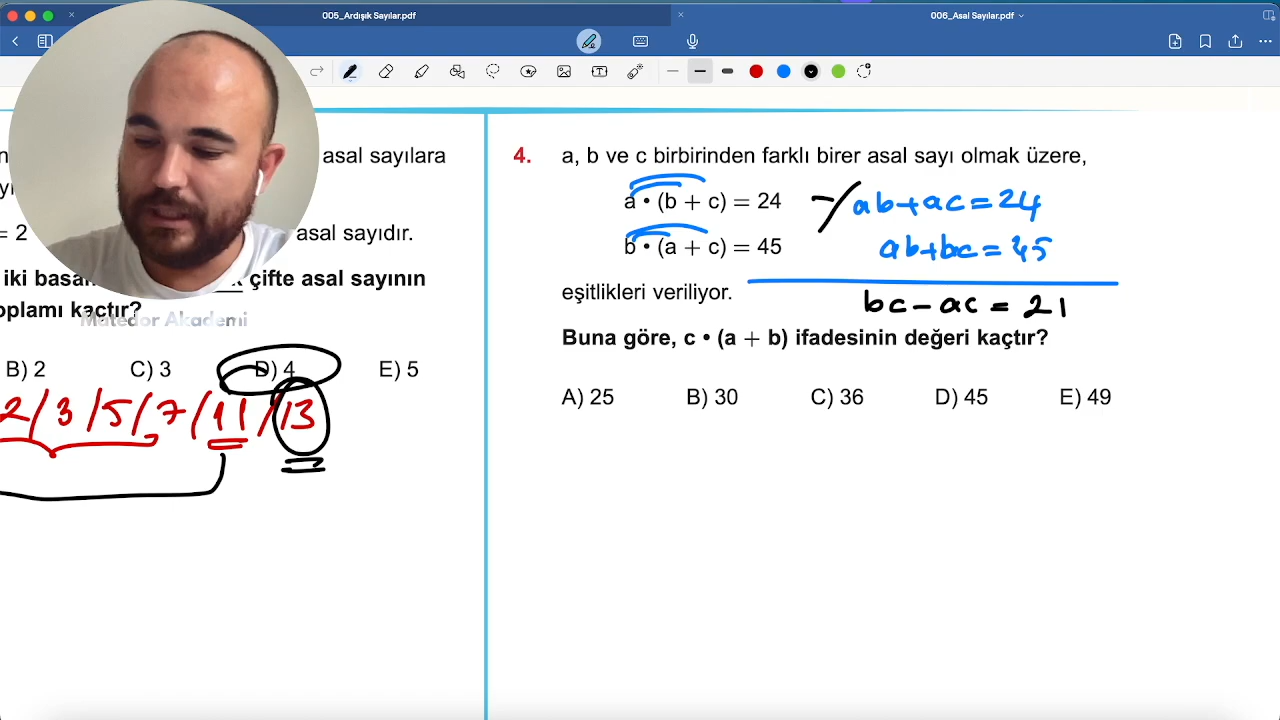 005_Ardışık Sayılar.pdf
006_Asal Sayılar.pdf
asal sayılara
= 2
asal sayıdır.
iki
çifte asal sayının
toplamı kaçtır?
Matedor Akademi
B) 2
C) 3
D) 4
E) 5
2/3/5/7/11/13
4. a, b ve c birbirinden farklı birer asal sayı olmak üzere,
a • (b + c) = 24
b • (a + c) = 45
ab+ac=24
ab+bc=45
bc-ac=21
eşitlikleri veriliyor.
Buna göre, c • (a + b) ifadesinin değeri kaçtır?
A) 25
B) 30
C) 36
D) 45
E) 49